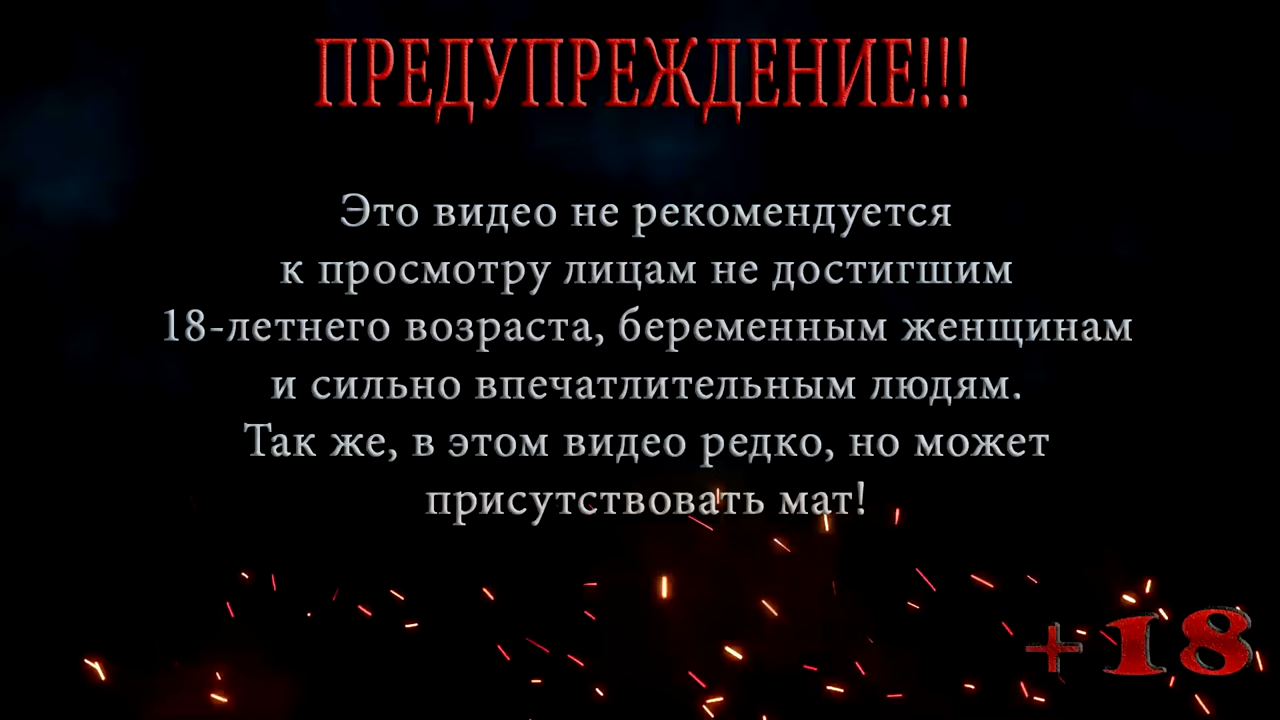 ПРЕДУПРЕЖДЕНИЕ!!!
Это видео не рекомендуется
к просмотру лицам не достигшим
18-летнего возраста, беременным женщинам
и сильно впечатлительным людям.
Так же, в этом видео редко, но может
присутствовать мат!
+18